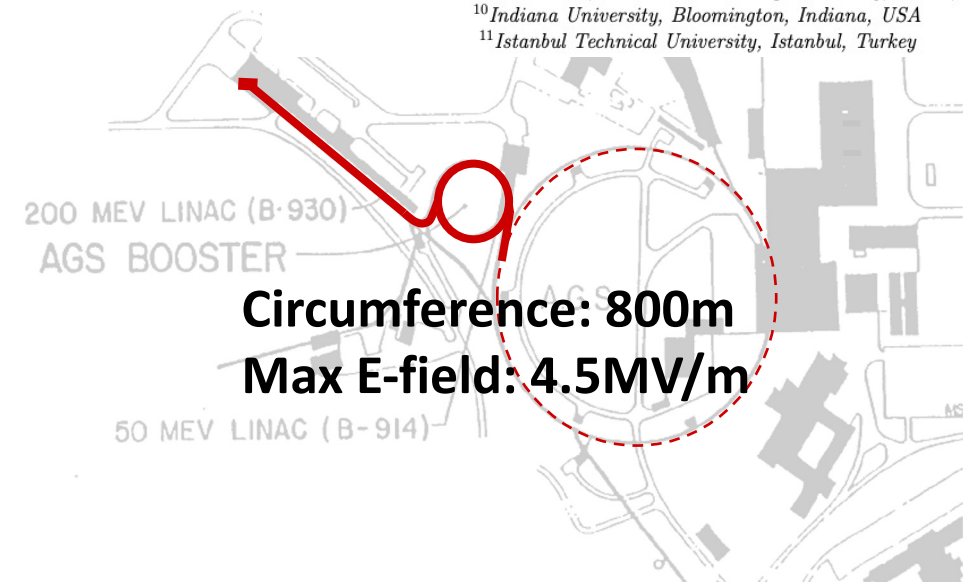 ¹⁰Indiana University, Bloomington, Indiana, USA
¹¹Istanbul Technical University, Istanbul, Turkey
200 MEV LINAC (B-930)
AGS BOOSTER
AGS
Circumference: 800m
Max E-field: 4.5MV/m
50 MEV LINAC (B-914)